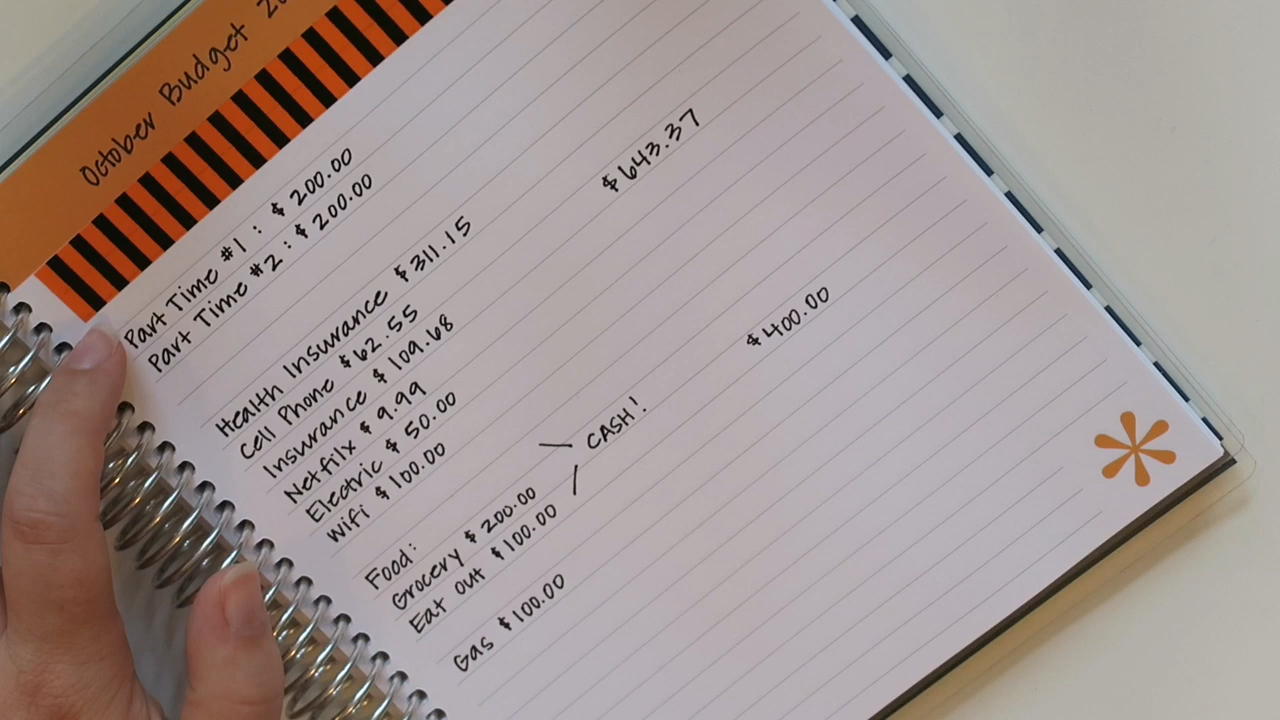 October Budget 20
Part Time #1 : $200.00
Part Time #2 : $200.00
Health Insurance $311.15
$643.37
Cell Phone $62.55
Insurance $109.68
Netfilx $9.99
Electric $50.00
Wifi $100.00
Food:
Grocery $200.00
CASH!
$400.00
Eat out $100.00
Gas $100.00